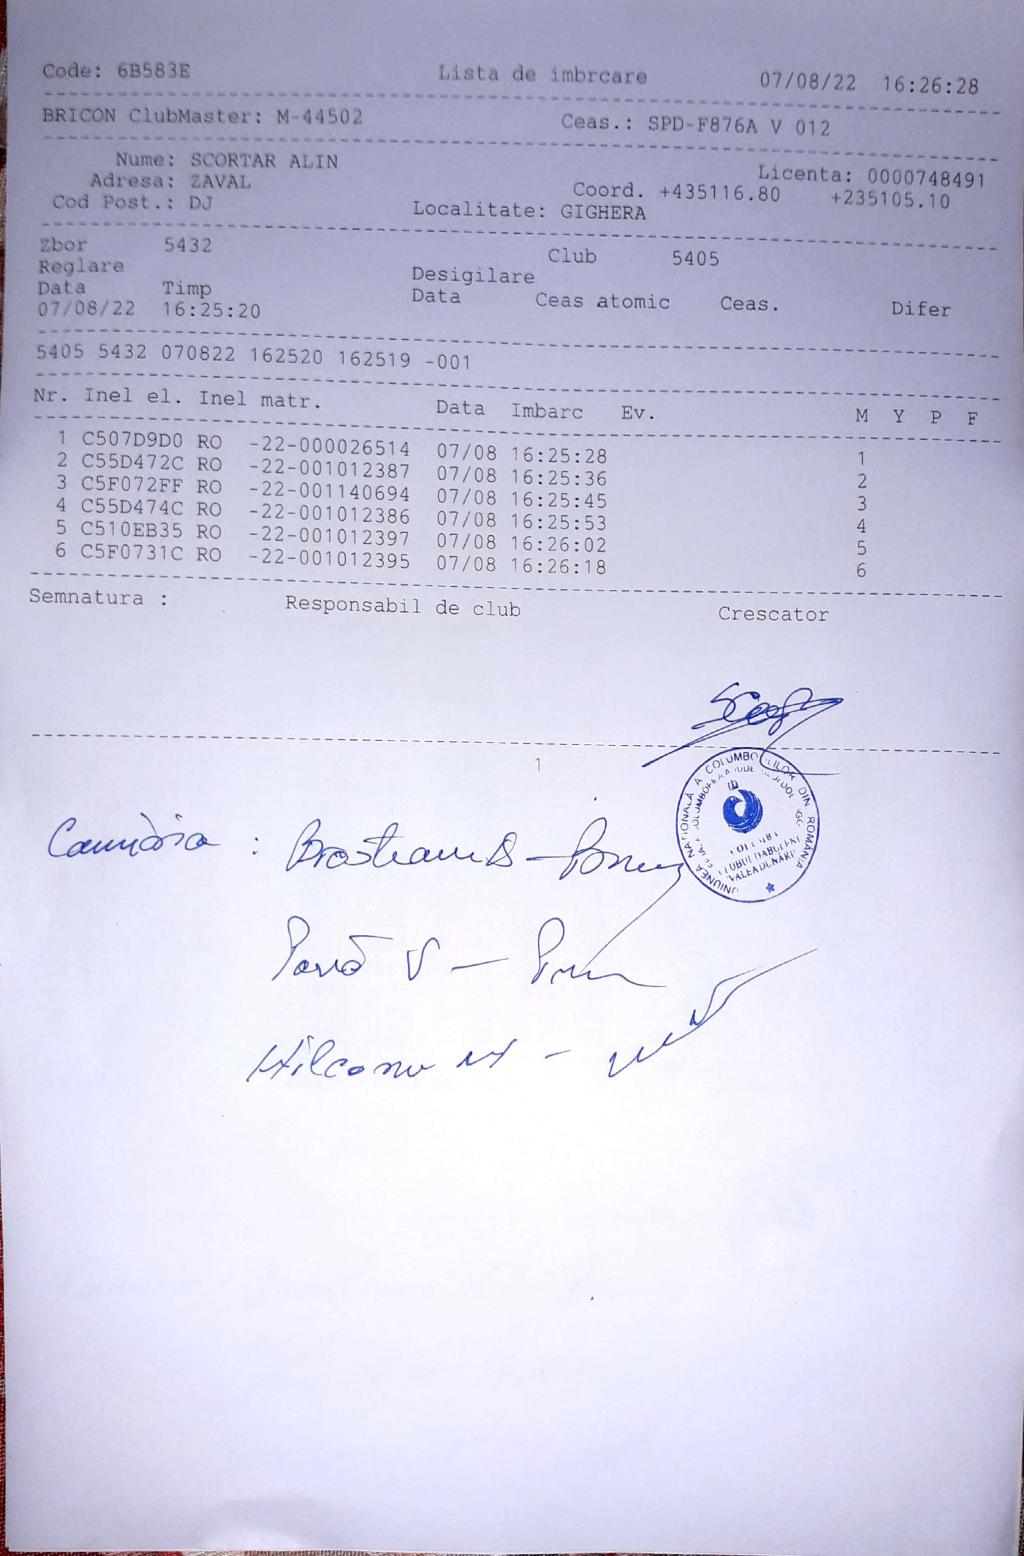 Code: 6B583E Lista de imbrcare 07/08/22 16:26:28
BRICON ClubMaster: M-44502 Ceas.: SPD-F876A V 012
Nume: SCORTAR ALIN Licenta: 0000748491
Adresa: ZAVAL Coord. +435116.80 +235105.10
Cod Post.: DJ Localitate: GIGHERA
Zbor 5432 Club 5405
Reglare Desigilare
Data Timp Data Ceas atomic Ceas. Difer
07/08/22 16:25:20
5405 5432 070822 162520 162519 -001
Nr. Inel el. Inel matr. Data Imbarc Ev. M Y P F
1 C507D9D0 RO -22-000026514 07/08 16:25:28 1
2 C55D472C RO -22-001012387 07/08 16:25:36 2
3 C5F072FF RO -22-001140694 07/08 16:25:45 3
4 C55D474C RO -22-001012386 07/08 16:25:53 4
5 C510EB35 RO -22-001012397 07/08 16:26:02 5
6 C5F0731C RO -22-001012395 07/08 16:26:18 6
Semnatura : Responsabil de club Crescator
1
UNIUNEA NATIONALĂ A COLUMBOFILILOR DIN ROMÂNIA